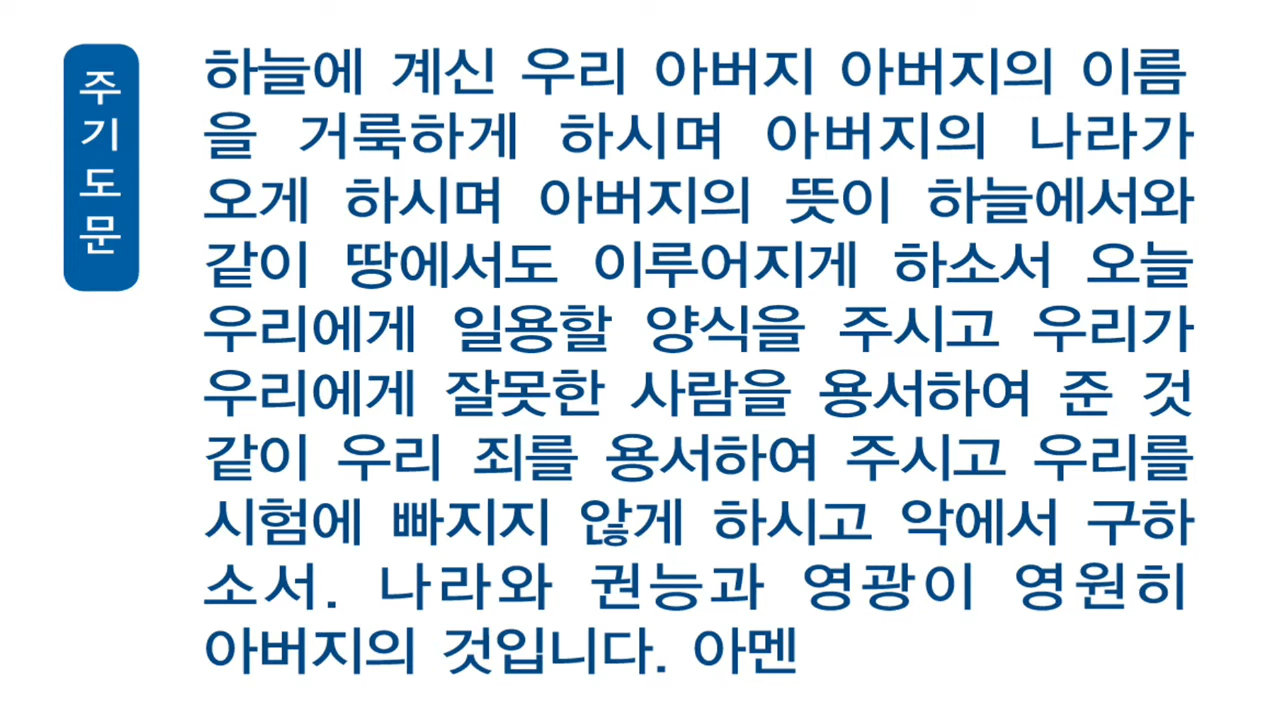 주기도문
하늘에 계신 우리 아버지 아버지의 이름
을 거룩하게 하시며 아버지의 나라가
오게 하시며 아버지의 뜻이 하늘에서와
같이 땅에서도 이루어지게 하소서 오늘
우리에게 일용할 양식을 주시고 우리가
우리에게 잘못한 사람을 용서하여 준 것
같이 우리 죄를 용서하여 주시고 우리를
시험에 빠지지 않게 하시고 악에서 구하
소서. 나라와 권능과 영광이 영원히
아버지의 것입니다. 아멘